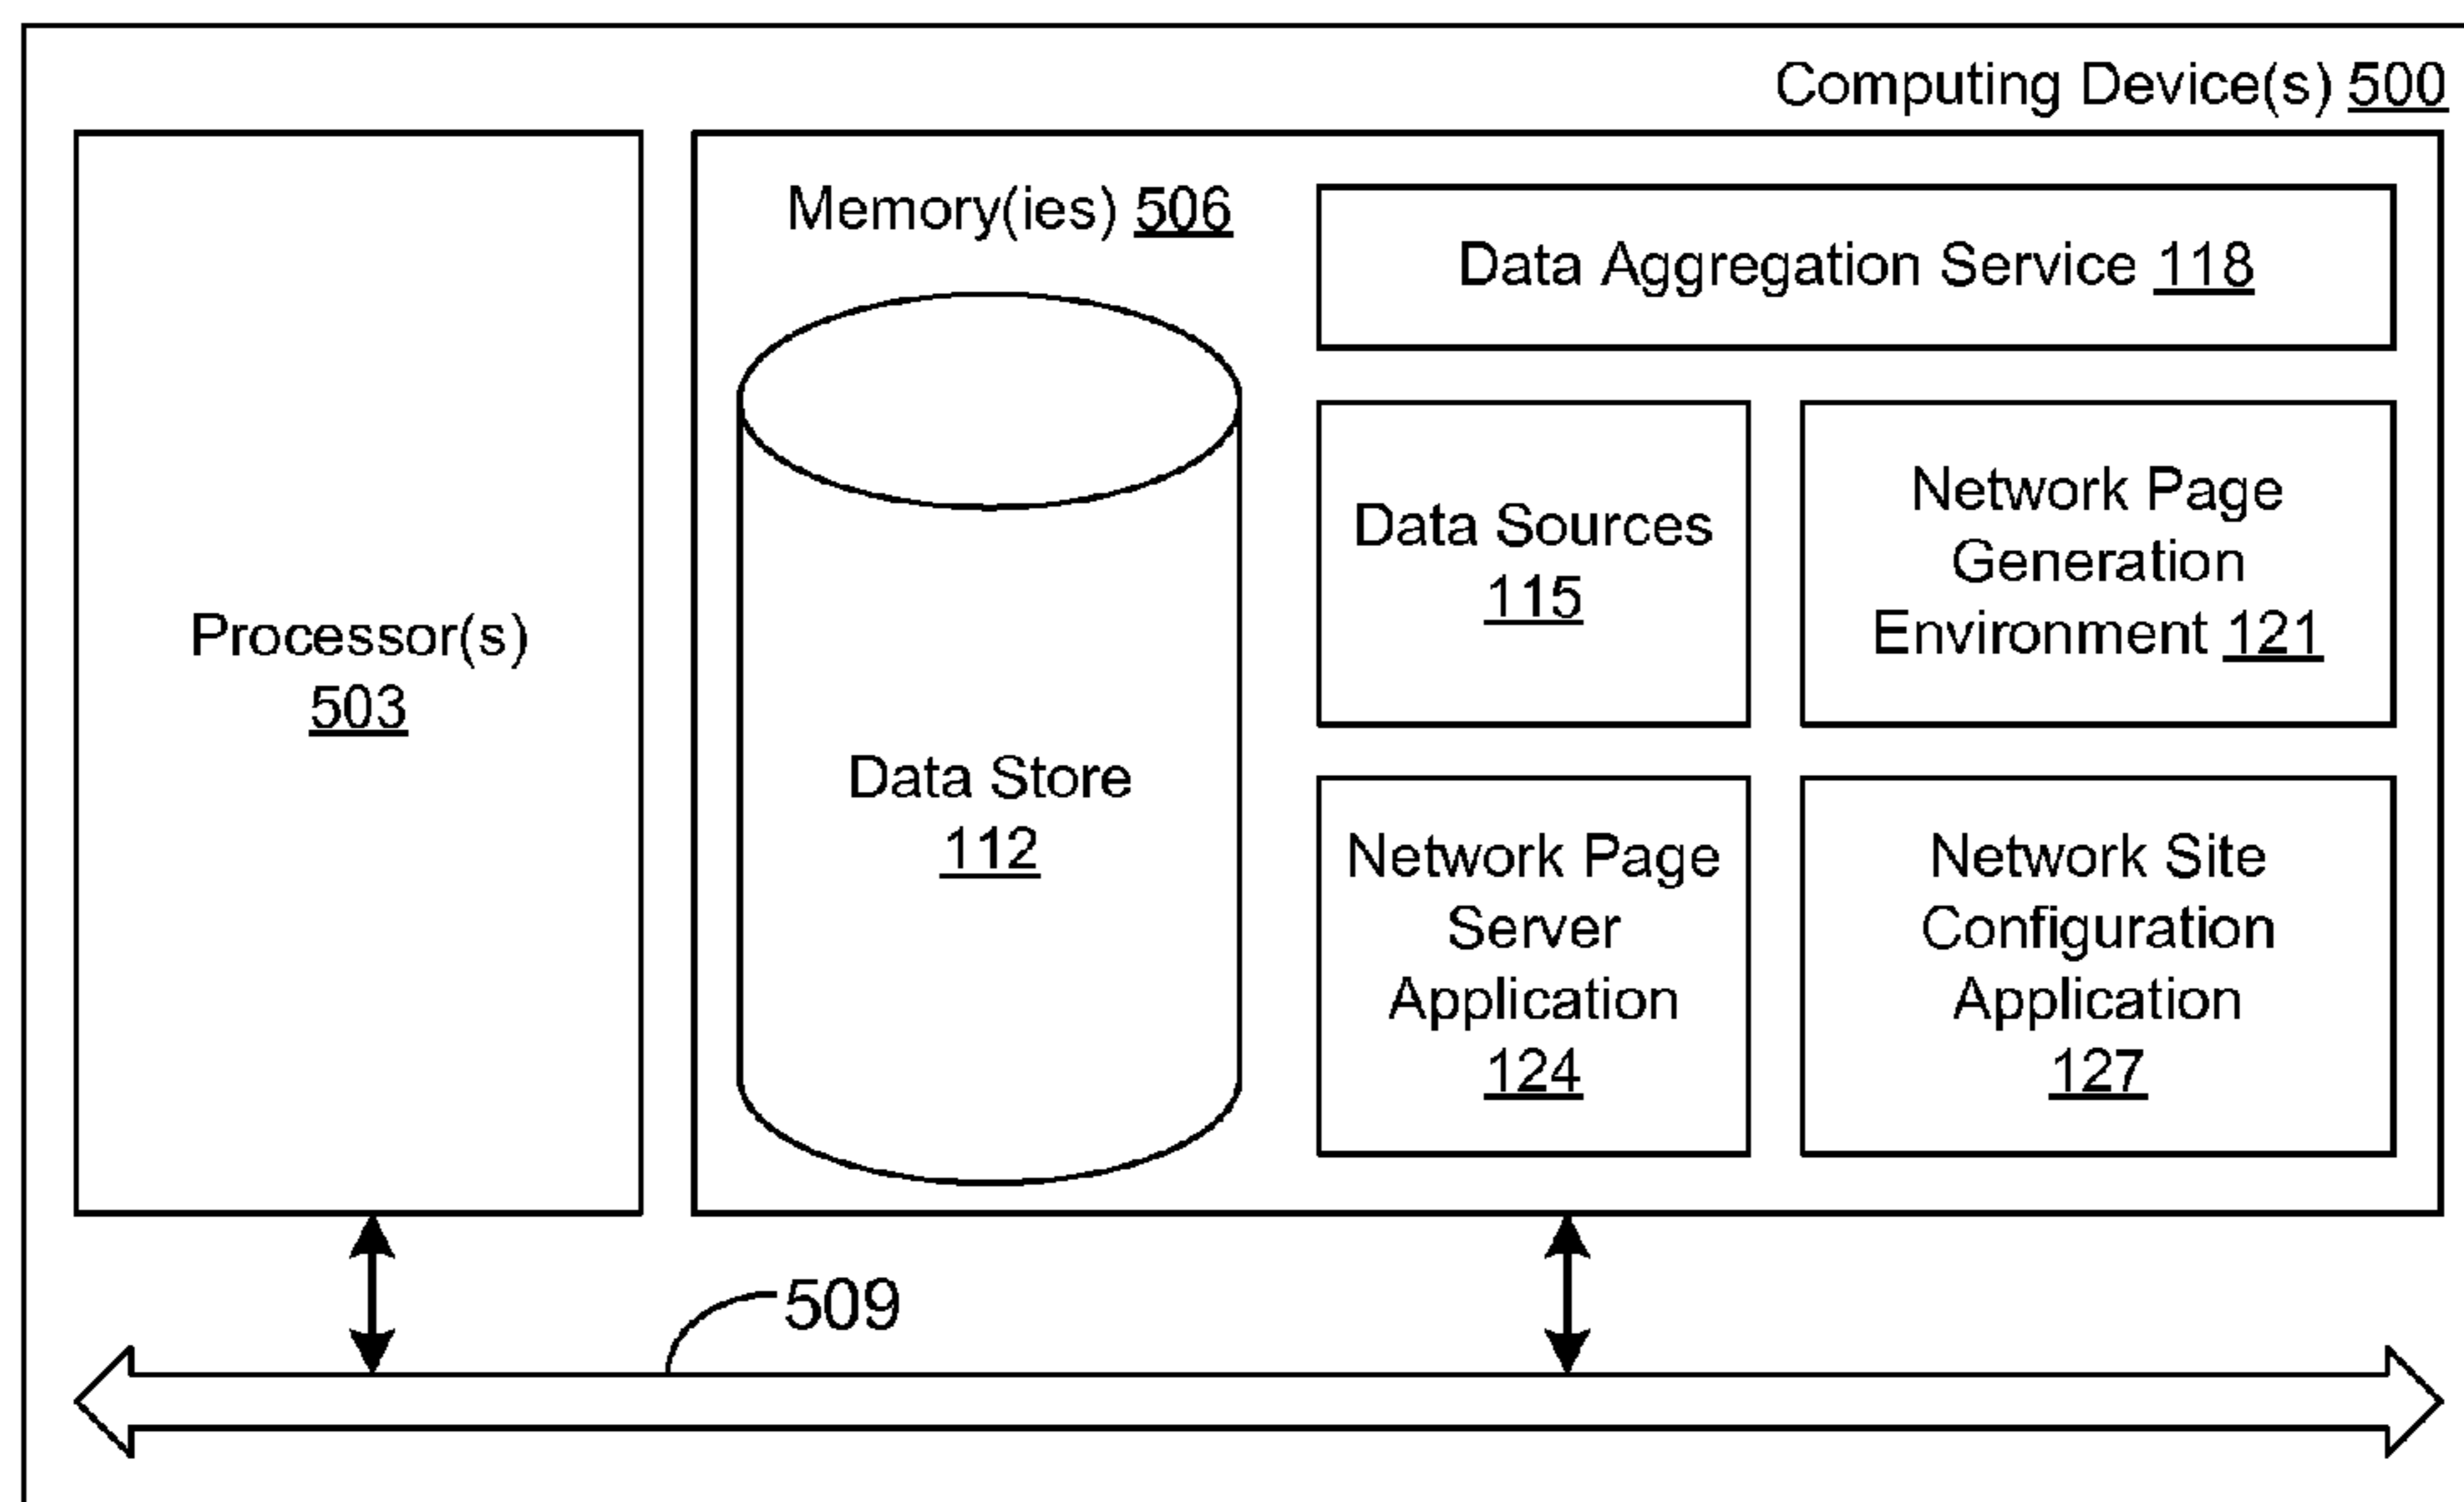 Computing Device(s) 500
Processor(s)
503
Memory(ies) 506
Data Store
112
Data Aggregation Service 118
Data Sources
115
Network Page
Generation
Environment 121
Network Page
Server
Application
124
Network Site
Configuration
Application
127
509